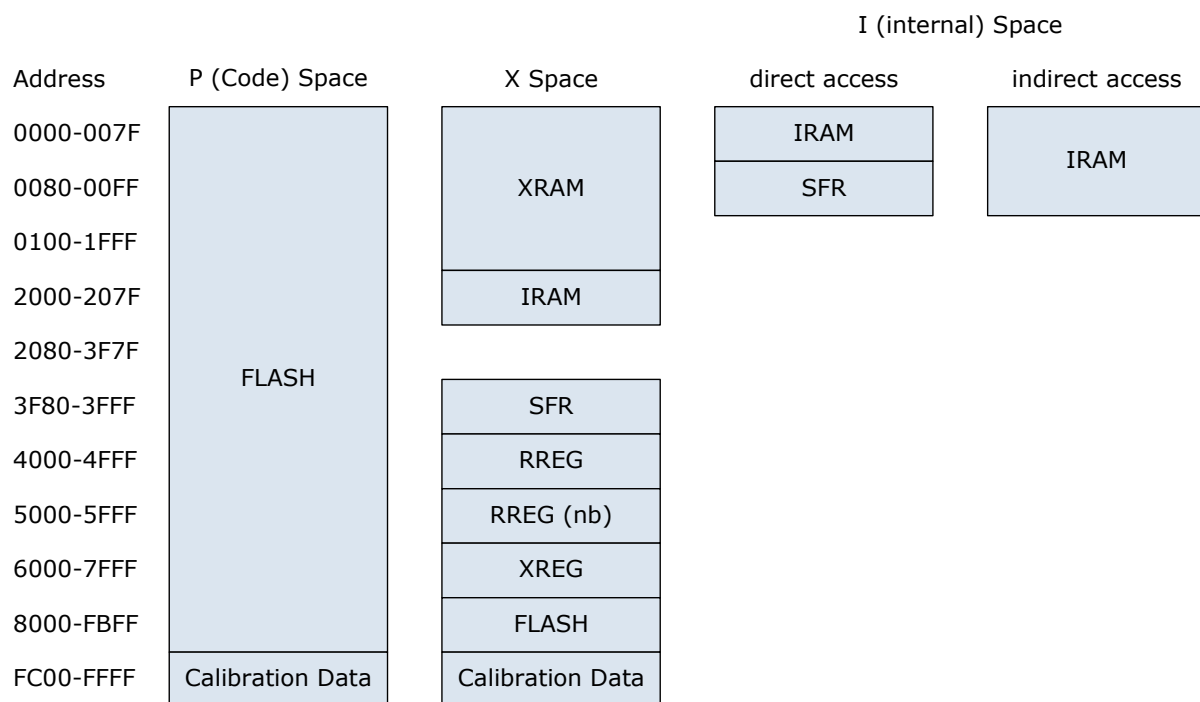 I (internal) Space
Address P (Code) Space X Space direct access indirect access
0000-007F IRAM
IRAM
0080-00FF XRAM SFR
0100-1FFF
2000-207F IRAM
2080-3F7F
FLASH
3F80-3FFF SFR
4000-4FFF RREG
5000-5FFF RREG (nb)
6000-7FFF XREG
8000-FBFF FLASH
FC00-FFFF Calibration Data Calibration Data